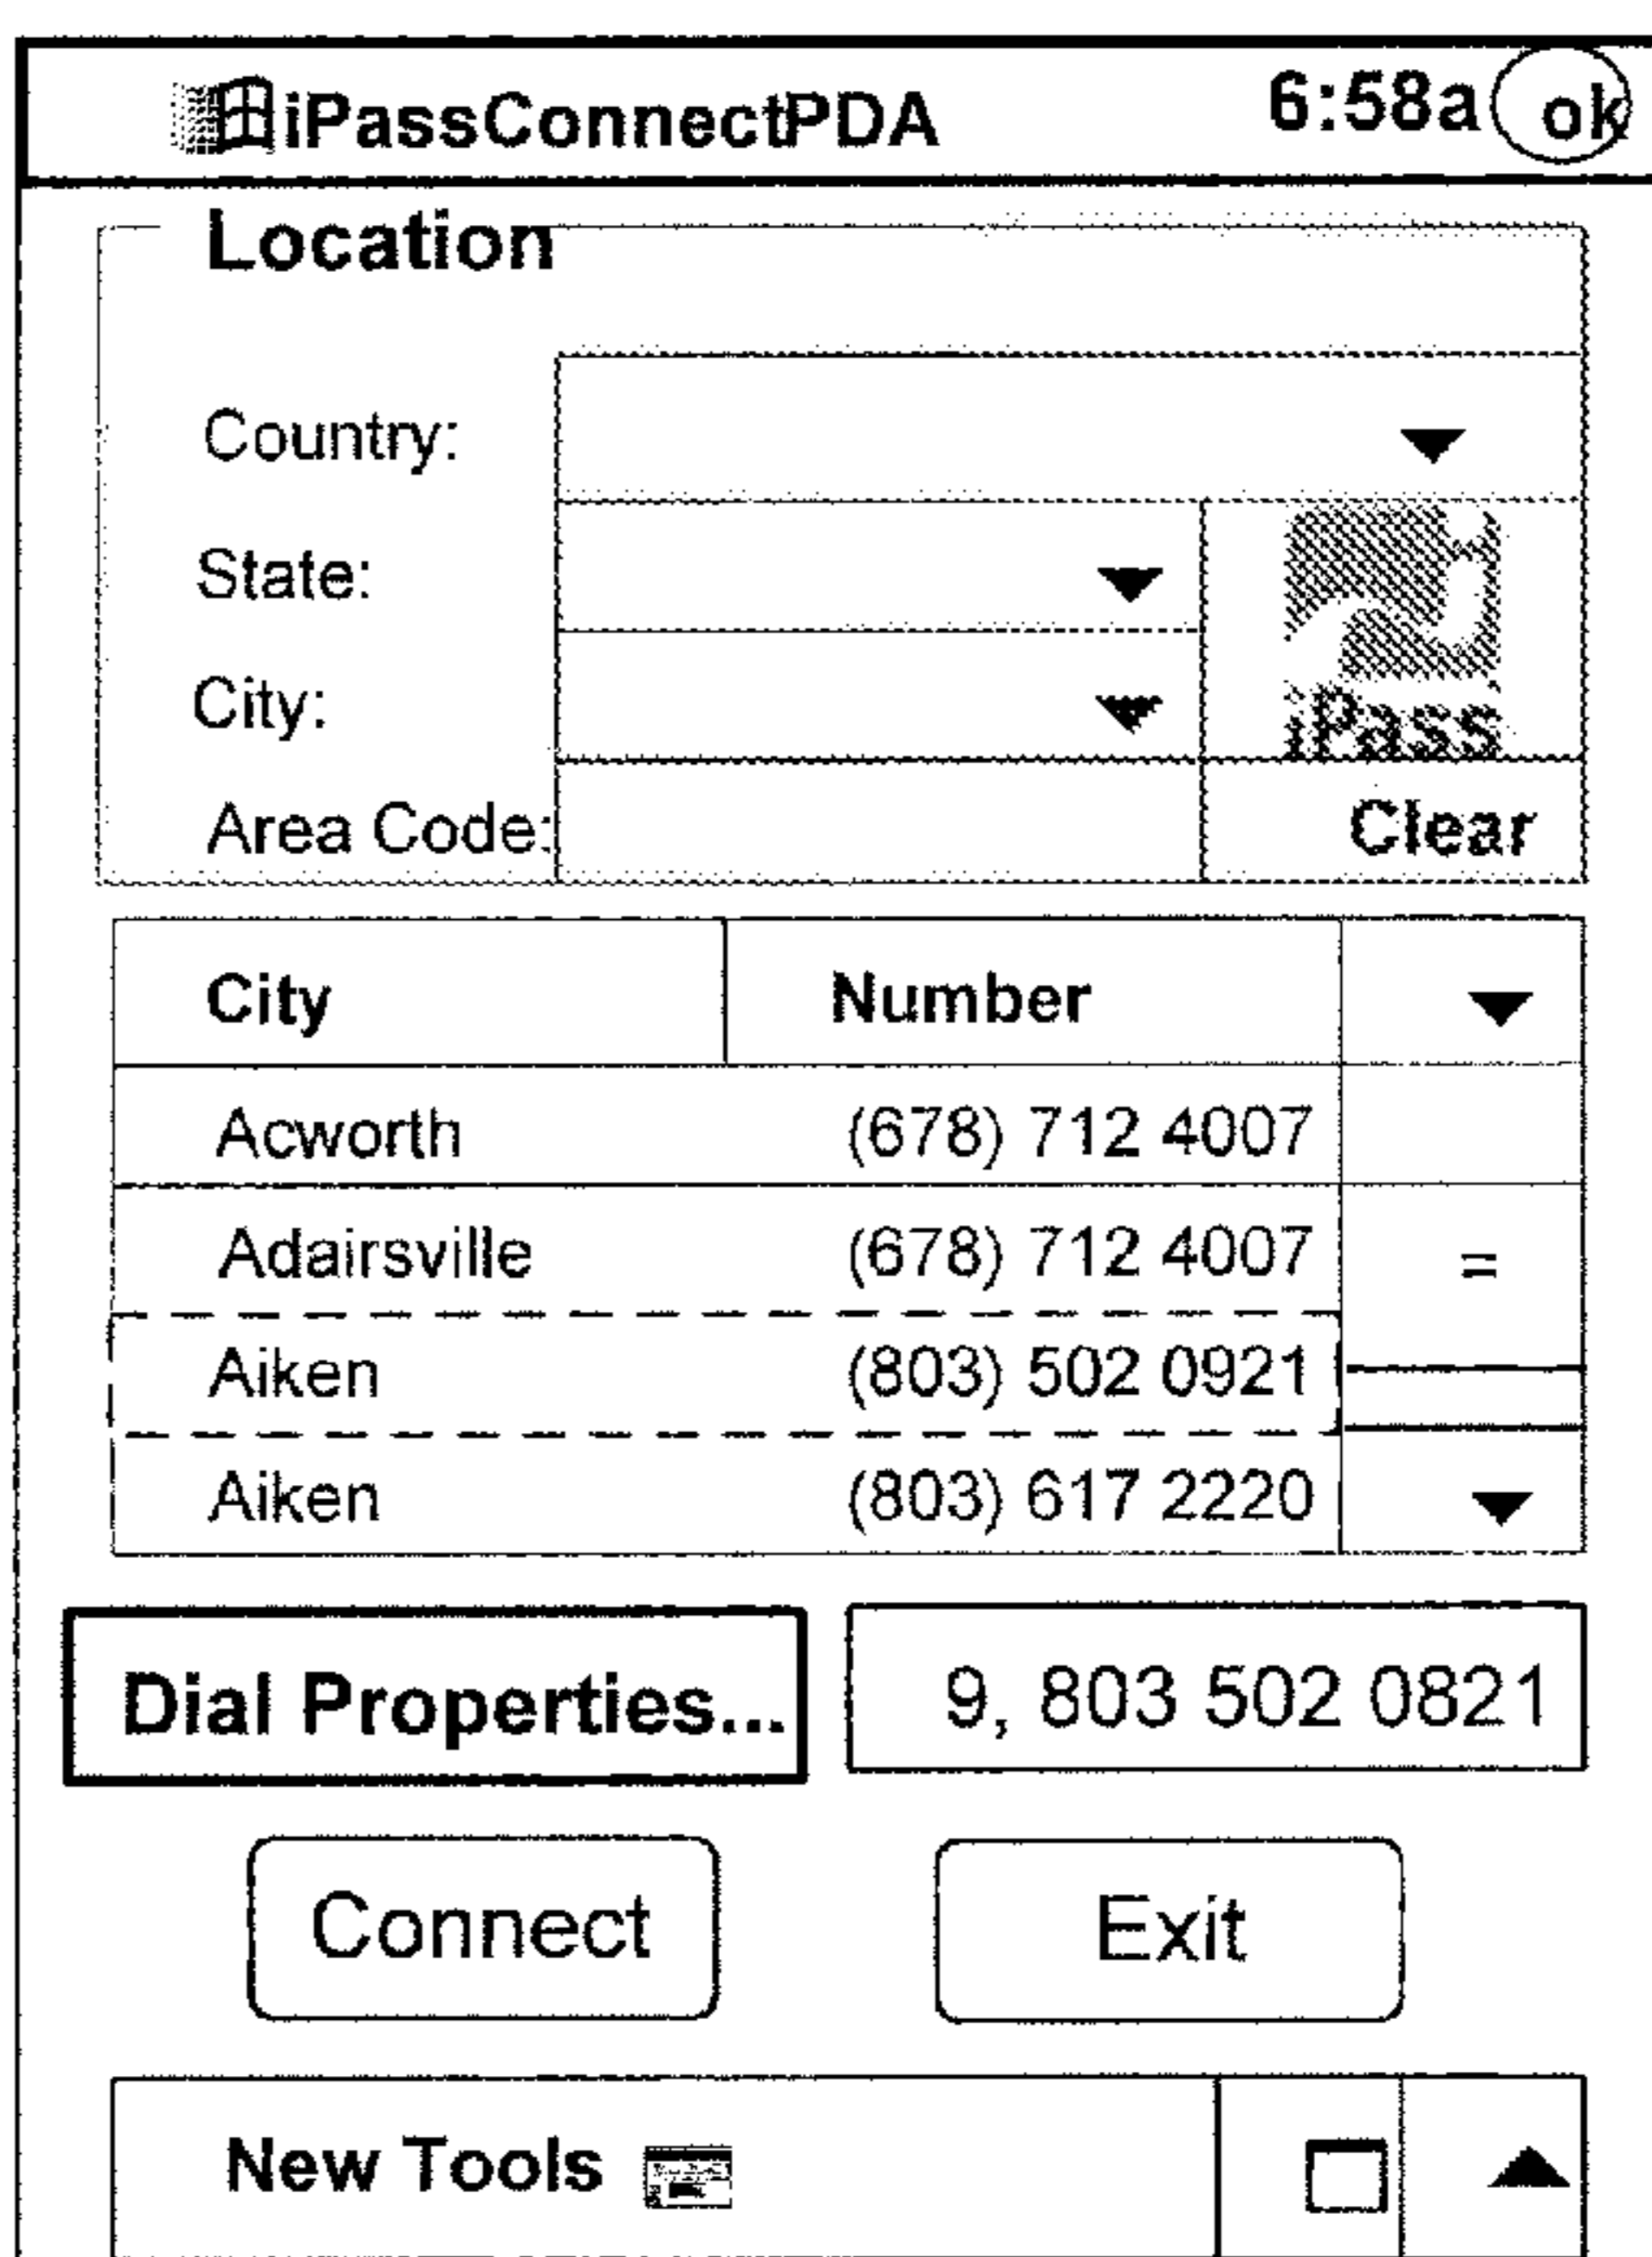 iPassConnectPDA 6:58a ok
Location
Country:
State:
iPass
City:
Area Code: Clear
City Number
Acworth (678) 712 4007
Adairsville (678) 712 4007
Aiken (803) 502 0921
Aiken (803) 617 2220
Dial Properties... 9, 803 502 0821
Connect Exit
New Tools